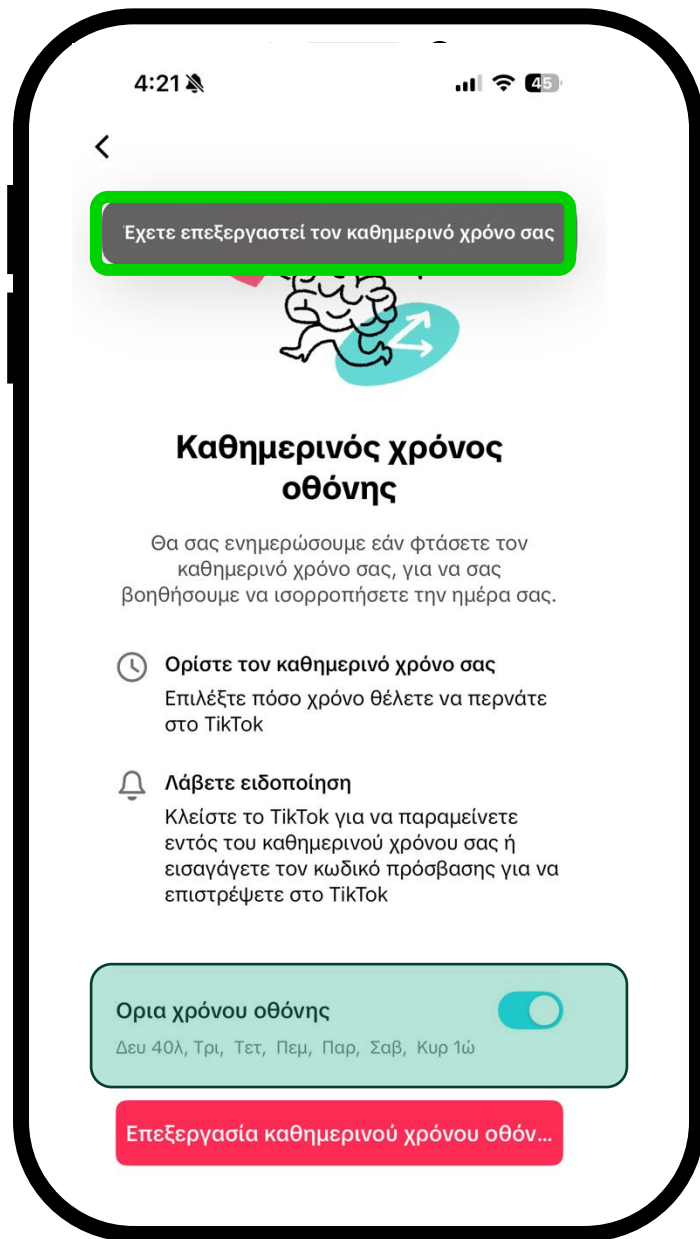 4:21
45
Έχετε επεξεργαστεί τον καθημερινό χρόνο σας
Καθημερινός χρόνος
οθόνης
Θα σας ενημερώσουμε εάν φτάσετε τον
καθημερινό χρόνο σας, για να σας
βοηθήσουμε να ισορροπήσετε την ημέρα σας.
Ορίστε τον καθημερινό χρόνο σας
Επιλέξτε πόσο χρόνο θέλετε να περνάτε
στο TikTok
Λάβετε ειδοποίηση
Κλείστε το TikTok για να παραμείνετε
εντός του καθημερινού χρόνου σας ή
εισαγάγετε τον κωδικό πρόσβασης για να
επιστρέψετε στο TikTok
Ορια χρόνου οθόνης
Δευ 40λ, Τρι, Τετ, Πεμ, Παρ, Σαβ, Κυρ 1ώ
Επεξεργασία καθημερινού χρόνου οθόν...